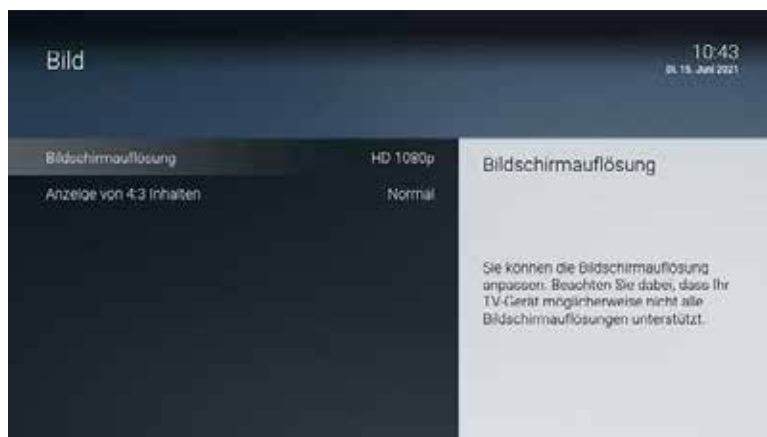 Bild
10:43
Di. 15. Juni 2021
Bildschirmauflösung HD 1080p
Anzeige von 4:3 Inhalten Normal
Bildschirmauflösung
Sie können die Bildschirmauflösung
anpassen. Beachten Sie dabei, dass Ihr
TV-Gerät möglicherweise nicht alle
Bildschirmauflösungen unterstützt.